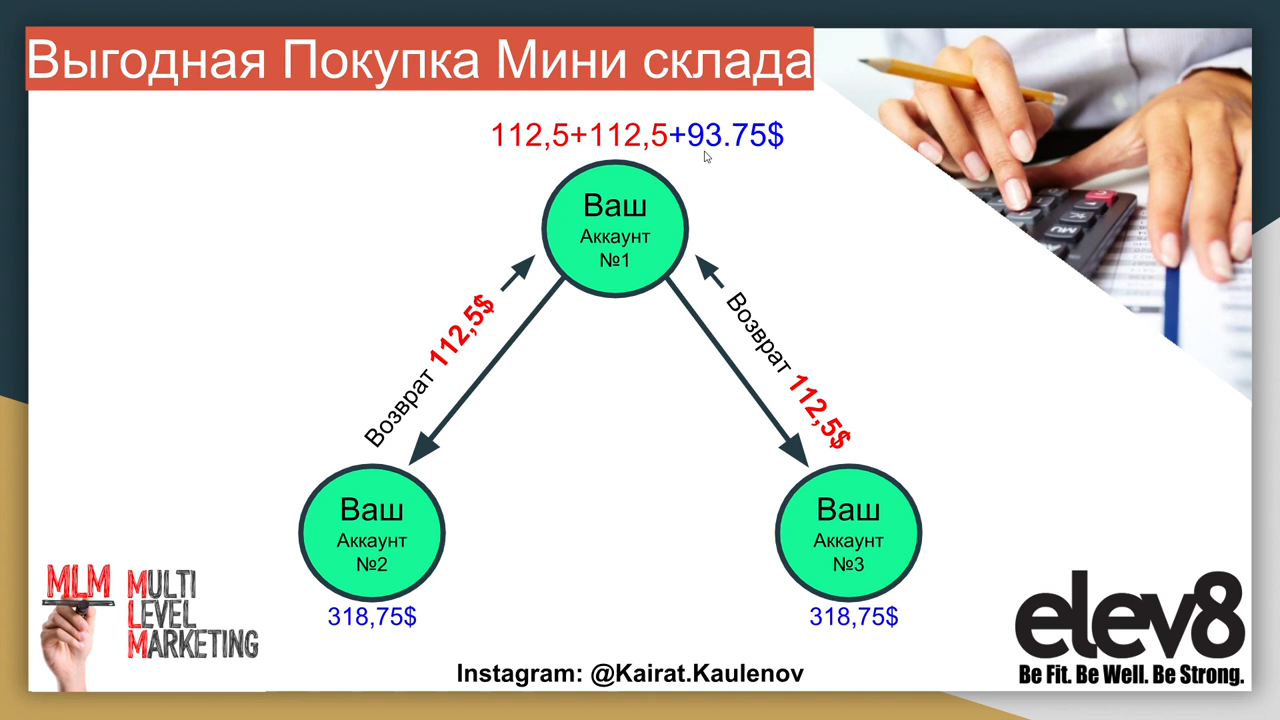 Выгодная Покупка Мини склада
112,5+112,5+93.75$
Ваш
Аккаунт
№1
Возврат 112,5$
Возврат 112,5$
Ваш
Аккаунт
№2
318,75$
Ваш
Аккаунт
№3
318,75$
MLM
MULTI
LEVEL
MARKETING
elev8
Be Fit. Be Well. Be Strong.
Instagram: @Kairat.Kaulenov